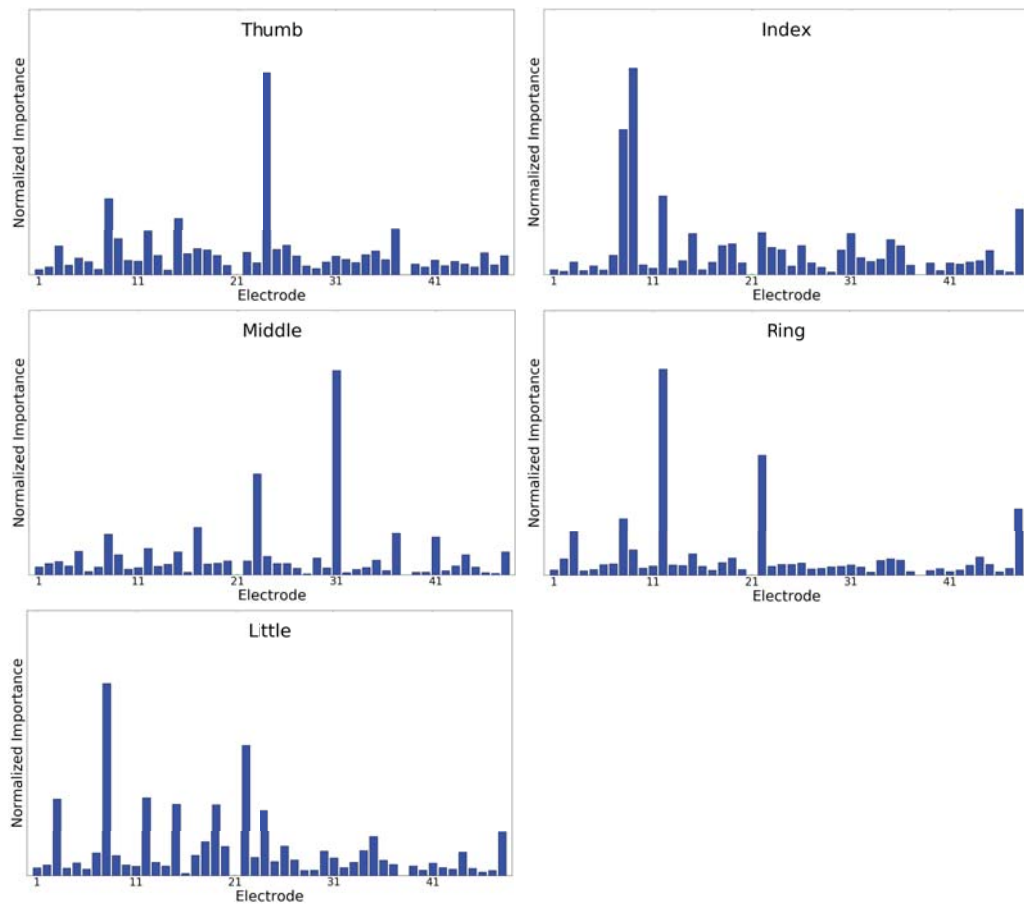 Thumb
Normalized Importance
1 11 21 31 41
Electrode
Index
Normalized Importance
1 11 21 31 41
Electrode
Middle
Normalized Importance
1 11 21 31 41
Electrode
Ring
Normalized Importance
1 11 21 31 41
Electrode
Little
Normalized Importance
1 11 21 31 41
Electrode